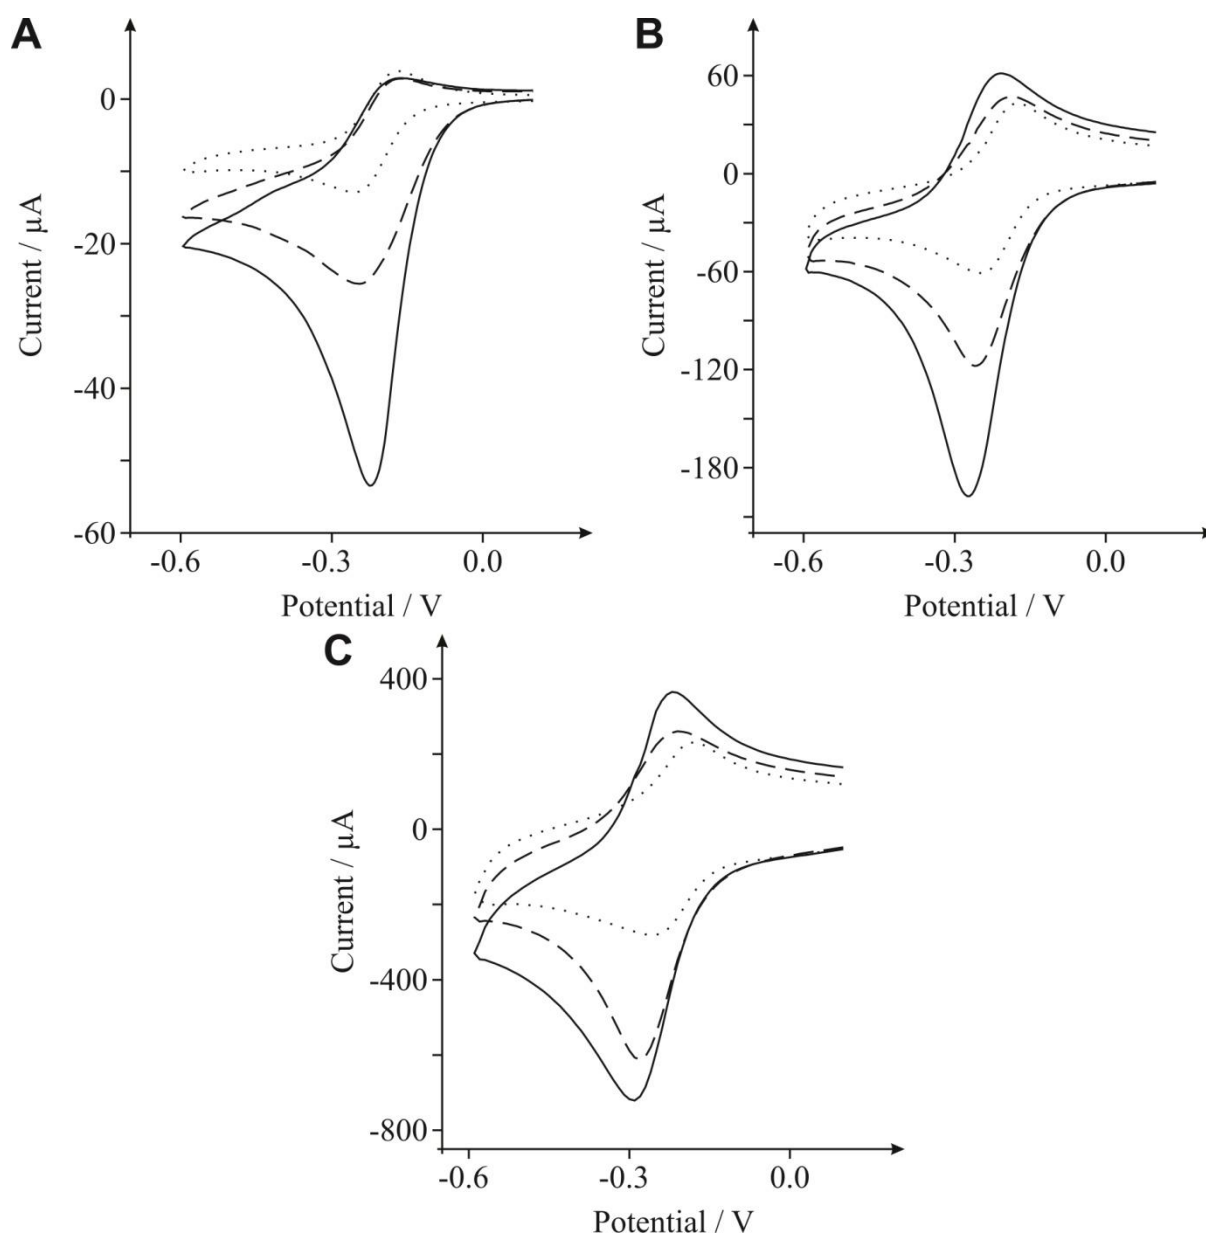 A
0
-20
-40
-60
Current / μA
-0.6 -0.3 0.0
Potential / V
B
60
0
-60
-120
-180
Current / μA
-0.6 -0.3 0.0
Potential / V
C
400
0
-400
-800
Current / μA
-0.6 -0.3 0.0
Potential / V